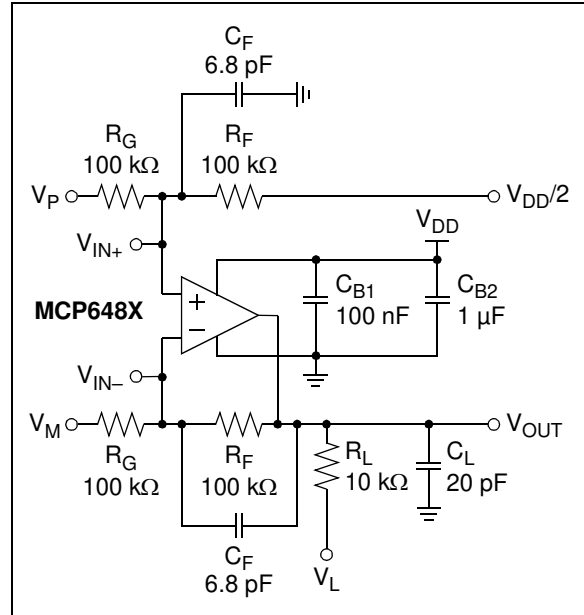 C_F
6.8 pF
R_G
100 kΩ
R_F
100 kΩ
V_P
V_DD/2
V_IN+
V_DD
MCP648X
+
−
C_B1
100 nF
C_B2
1 µF
V_IN–
V_M
V_OUT
R_G
100 kΩ
R_F
100 kΩ
R_L
10 kΩ
C_L
20 pF
C_F
6.8 pF
V_L